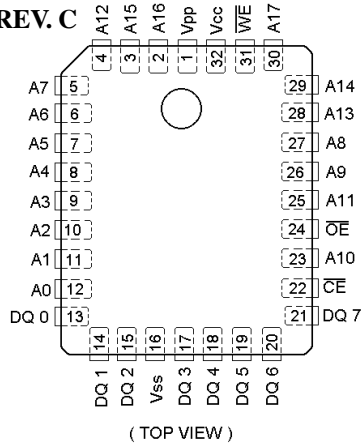 REV. C
A12 A15 A16 Vpp Vcc W̅E̅ A17
4 3 2 1 32 31 30
A7 5 29 A14
A6 6 28 A13
A5 7 27 A8
A4 8 26 A9
A3 9 25 A11
A2 10 24 O̅E̅
A1 11 23 A10
A0 12 22 C̅E̅
DQ 0 13 21 DQ 7
14 15 16 17 18 19 20
DQ 1 DQ 2 Vss DQ 3 DQ 4 DQ 5 DQ 6
( TOP VIEW )